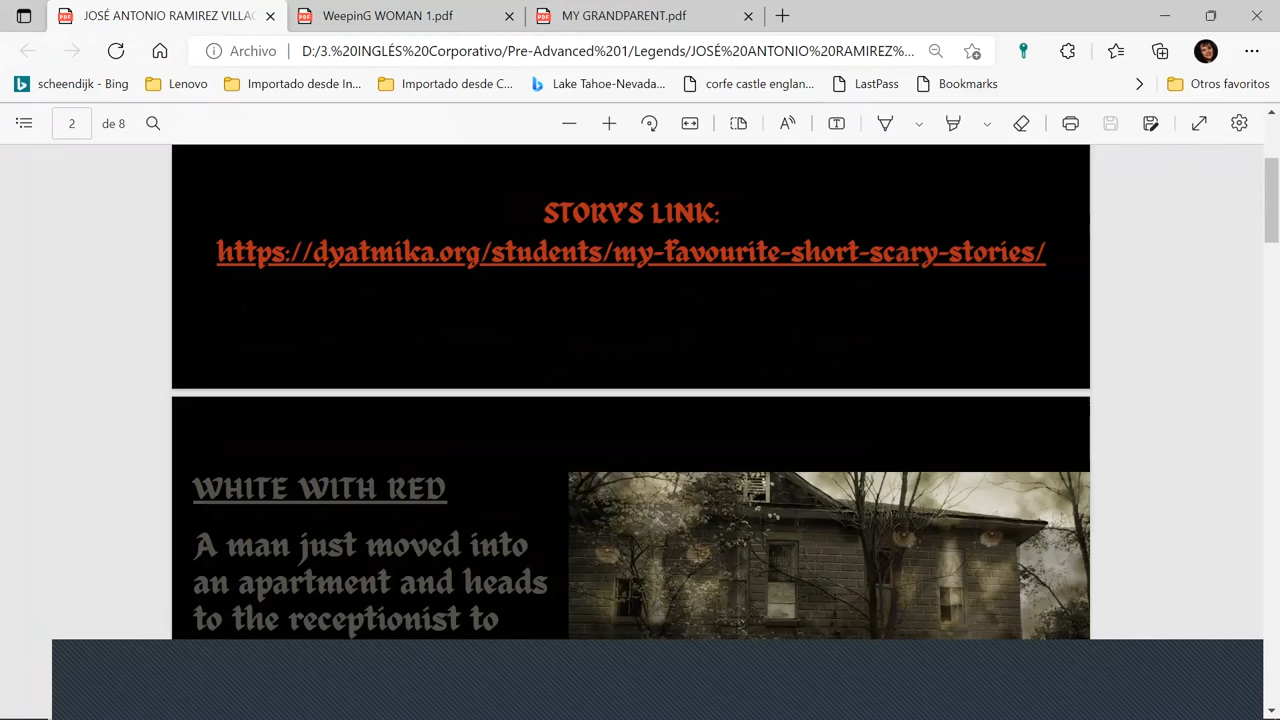 JOSÉ ANTONIO RAMIREZ VILLAC
WeepinG WOMAN 1.pdf
MY GRANDPARENT.pdf
Archivo
D:/3.%20INGLÉS%20Corporativo/Pre-Advanced%201/Legends/JOSÉ%20ANTONIO%20RAMIREZ%...
scheendijk - Bing
Lenovo
Importado desde In...
Importado desde C...
Lake Tahoe-Nevada...
corfe castle englan...
LastPass
Bookmarks
Otros favoritos
2 de 8
STORY'S LINK:
https://dyatmika.org/students/my-favourite-short-scary-stories/
WHITE WITH RED
A man just moved into
an apartment and heads
to the receptionist to